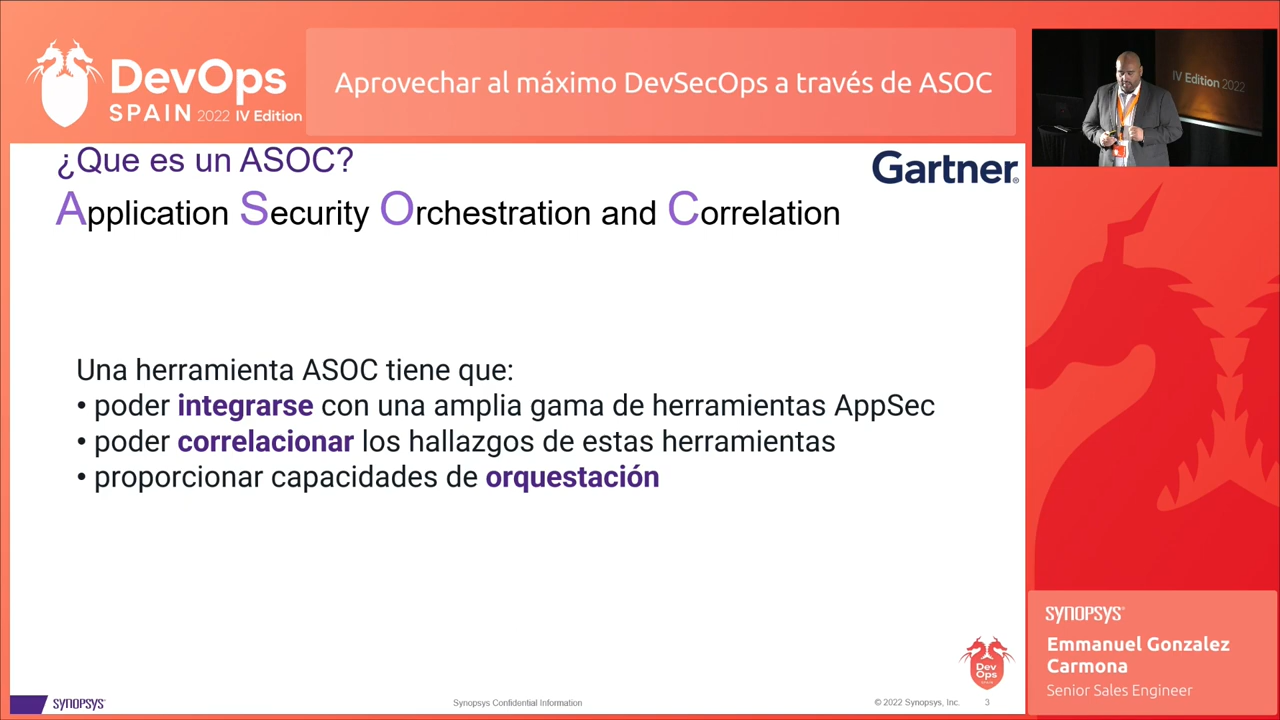 DevOps
SPAIN 2022 IV Edition
Aprovechar al máximo DevSecOps a través de ASOC
IV Edition 2022
¿Que es un ASOC?
Gartner®
Application Security Orchestration and Correlation
Una herramienta ASOC tiene que:
• poder integrarse con una amplia gama de herramientas AppSec
• poder correlacionar los hallazgos de estas herramientas
• proporcionar capacidades de orquestación
SYNOPSYS®
Emmanuel Gonzalez
Carmona
Senior Sales Engineer
Dev
Ops
SPAIN
SYNOPSYS®
Synopsys Confidential Information
© 2022 Synopsys, Inc.
3